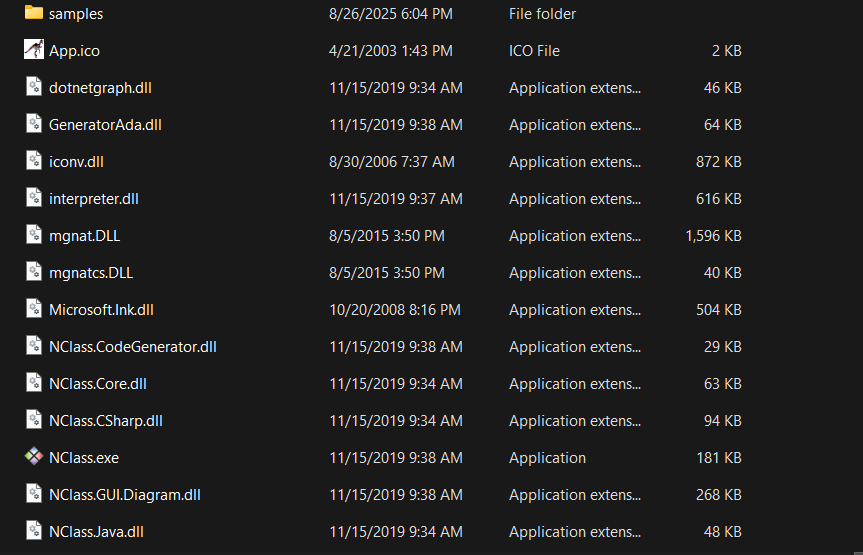 samples 8/26/2025 6:04 PM File folder
App.ico 4/21/2003 1:43 PM ICO File 2 KB
dotnetgraph.dll 11/15/2019 9:34 AM Application extens... 46 KB
GeneratorAda.dll 11/15/2019 9:38 AM Application extens... 64 KB
iconv.dll 8/30/2006 7:37 AM Application extens... 872 KB
interpreter.dll 11/15/2019 9:37 AM Application extens... 616 KB
mgnat.DLL 8/5/2015 3:50 PM Application extens... 1,596 KB
mgnatcs.DLL 8/5/2015 3:50 PM Application extens... 40 KB
Microsoft.Ink.dll 10/20/2008 8:16 PM Application extens... 504 KB
NClass.CodeGenerator.dll 11/15/2019 9:38 AM Application extens... 29 KB
NClass.Core.dll 11/15/2019 9:34 AM Application extens... 63 KB
NClass.CSharp.dll 11/15/2019 9:34 AM Application extens... 94 KB
NClass.exe 11/15/2019 9:38 AM Application 181 KB
NClass.GUI.Diagram.dll 11/15/2019 9:38 AM Application extens... 268 KB
NClass.Java.dll 11/15/2019 9:34 AM Application extens... 48 KB